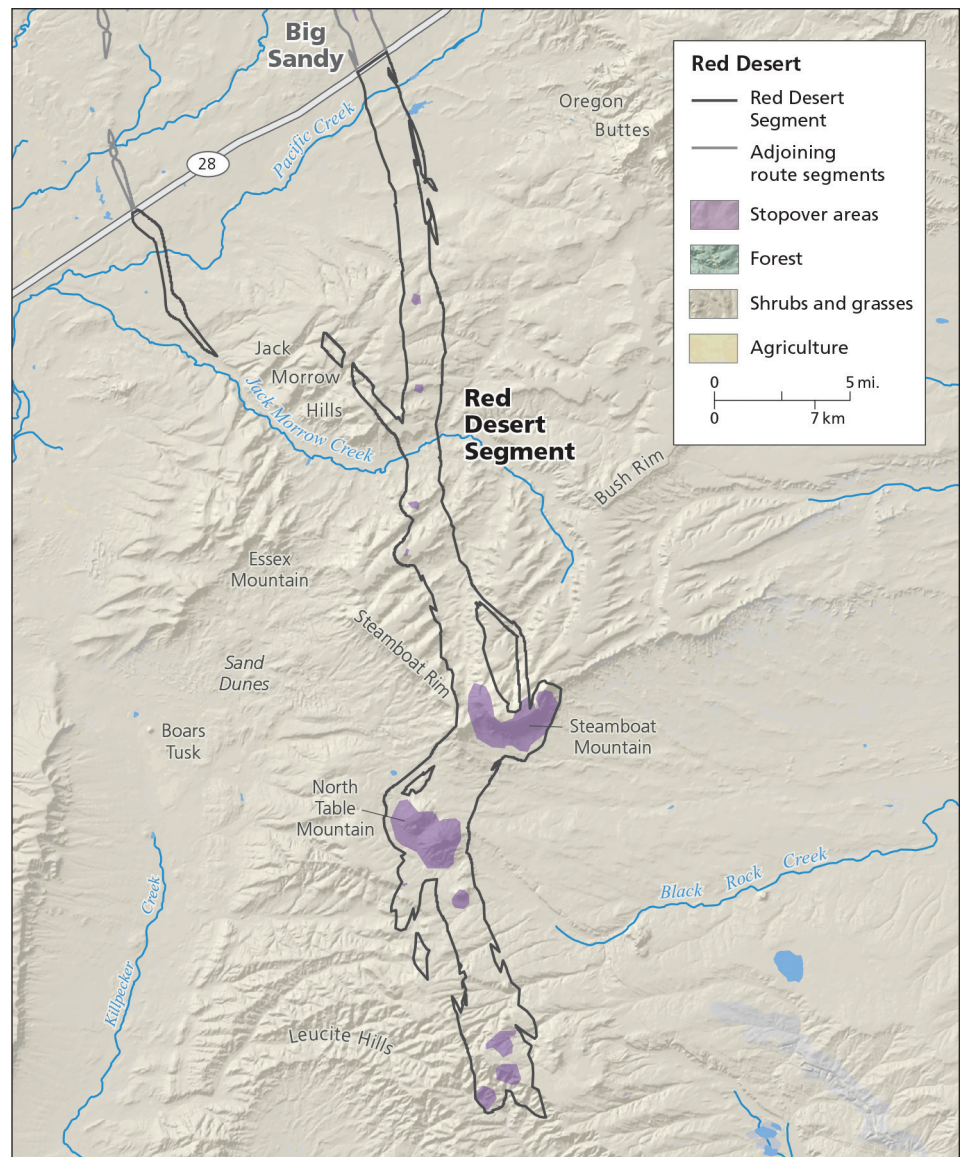 Big
Sandy
Oregon
Buttes
Pacific Creek
28
Jack
Morrow
Hills
Jack Morrow Creek
Red
Desert
Segment
Bush Rim
Essex
Mountain
Steamboat Rim
Sand
Dunes
Boars
Tusk
Steamboat
Mountain
North
Table
Mountain
Black Rock Creek
Killpecker Creek
Leucite Hills
Red Desert
Red Desert
Segment
Adjoining
route segments
Stopover areas
Forest
Shrubs and grasses
Agriculture
0 5 mi.
0 7 km